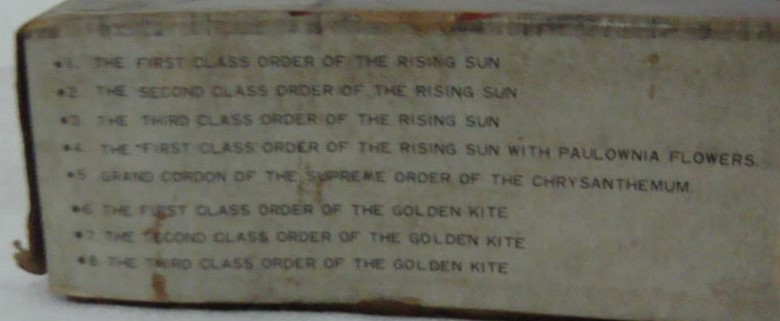 *1. THE FIRST CLASS ORDER OF THE RISING SUN
*2. THE SECOND CLASS ORDER OF THE RISING SUN
*3 THE THIRD CLASS ORDER OF THE RISING SUN
*4. THE FIRST CLASS ORDER OF THE RISING SUN WITH PAULOWNIA FLOWERS.
*5 GRAND CORDON OF THE SUPREME ORDER OF THE CHRYSANTHEMUM.
*6 THE FIRST CLASS ORDER OF THE GOLDEN KITE
*7 THE SECOND CLASS ORDER OF THE GOLDEN KITE
*8 THE THIRD CLASS ORDER OF THE GOLDEN KITE